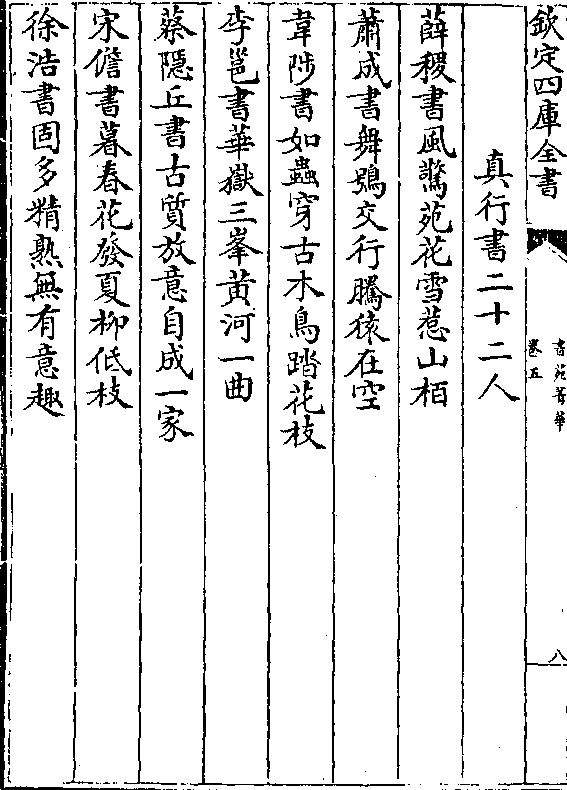 欽定四庫全書
書苑菁華
卷五
八
真行書二十二人
薛稷書風驚苑花雪惹山柏
蕭成書舞鶚交行騰猿在空
韋陟書如蟲穿古木鳥踏花枝
李邕書華嶽三峯黄河一曲
蔡隠丘書古質放意自成一家
宋儋書暮春花發夏柳低枝
徐浩書固多精熟無有意趣